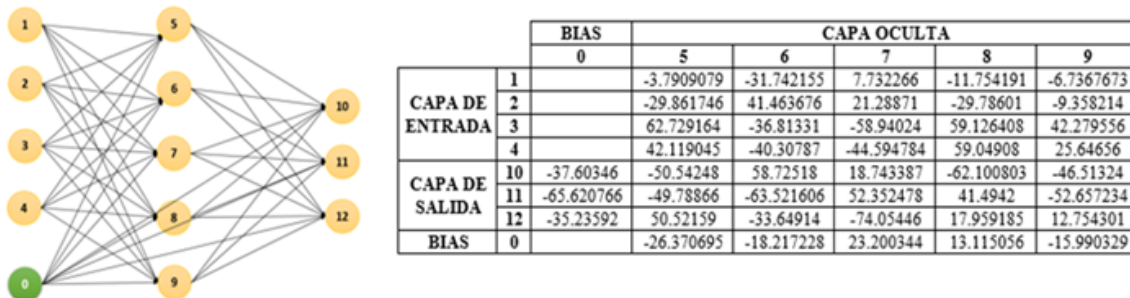 1
2
3
4
0
5
6
7
8
9
10
11
12
BIAS CAPA OCULTA
0 5 6 7 8 9
CAPA DE ENTRADA
1 -3.7909079 -31.742155 7.732266 -11.754191 -6.7367673
2 -29.861746 41.463676 21.28871 -29.78601 -9.358214
3 62.729164 -36.81331 -58.94024 59.126408 42.279556
4 42.119045 -40.30787 -44.594784 59.04908 25.64656
CAPA DE SALIDA
10 -37.60346 -50.54248 58.72518 18.743387 -62.100803 -46.51324
11 -65.620766 -49.78866 -63.521606 52.352478 41.4942 -52.657234
12 -35.23592 50.52159 -33.64914 -74.05446 17.959185 12.754301
BIAS 0 -26.370695 -18.217228 23.200344 13.115056 -15.990329